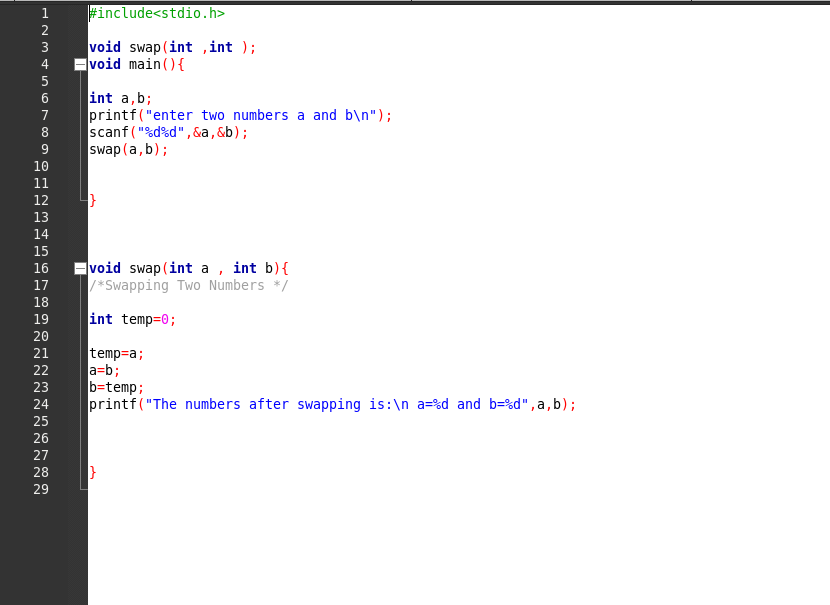 1 #include<stdio.h>
2
3 void swap(int ,int );
4 void main(){
5
6 int a,b;
7 printf("enter two numbers a and b\n");
8 scanf("%d%d",&a,&b);
9 swap(a,b);
10
11
12 }
13
14
15
16 void swap(int a , int b){
17 /*Swapping Two Numbers */
18
19 int temp=0;
20
21 temp=a;
22 a=b;
23 b=temp;
24 printf("The numbers after swapping is:\n a=%d and b=%d",a,b);
25
26
27
28 }
29